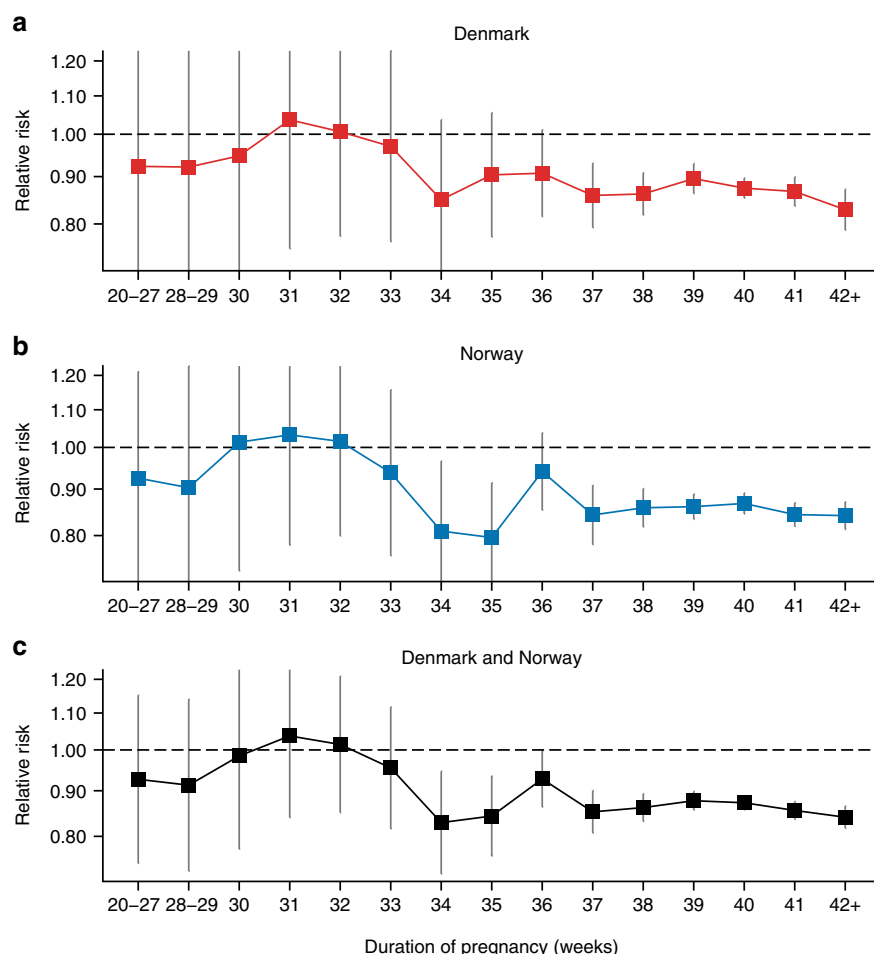 a
Denmark
Relative risk
1.20
1.10
1.00
0.90
0.80
20–27 28–29 30 31 32 33 34 35 36 37 38 39 40 41 42+
b
Norway
Relative risk
1.20
1.10
1.00
0.90
0.80
20–27 28–29 30 31 32 33 34 35 36 37 38 39 40 41 42+
c
Denmark and Norway
Relative risk
1.20
1.10
1.00
0.90
0.80
20–27 28–29 30 31 32 33 34 35 36 37 38 39 40 41 42+
Duration of pregnancy (weeks)